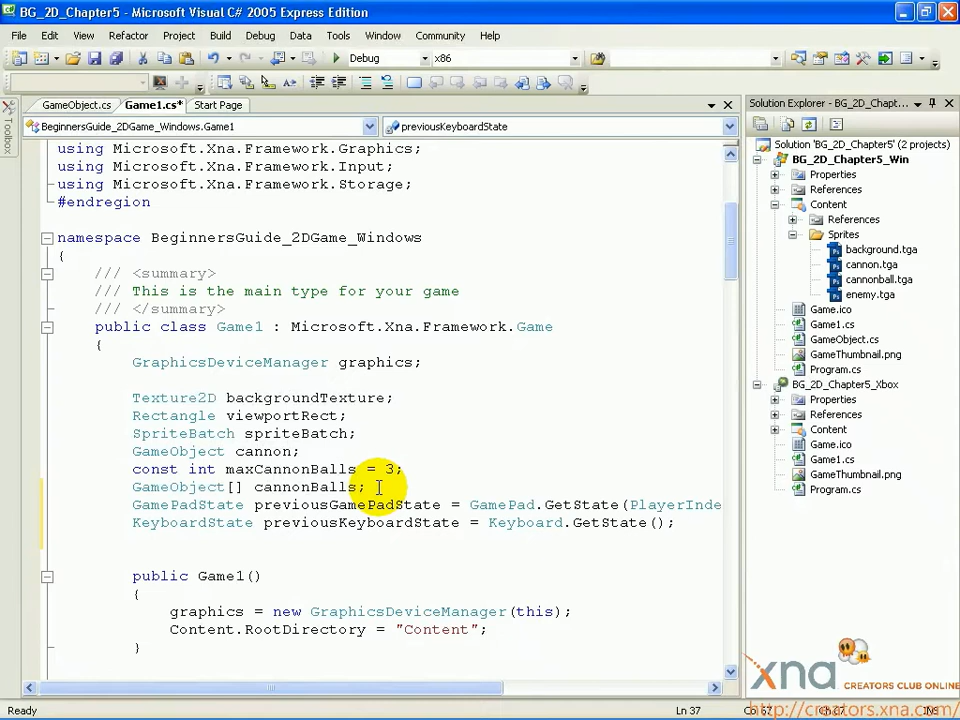 BG_2D_Chapter5 - Microsoft Visual C# 2005 Express Edition
File Edit View Refactor Project Build Debug Data Tools Window Community Help
Debug x86
GameObject.cs Game1.cs* Start Page
BeginnersGuide_2DGame_Windows.Game1 previousKeyboardState
Toolbox
using Microsoft.Xna.Framework.Graphics;
using Microsoft.Xna.Framework.Input;
using Microsoft.Xna.Framework.Storage;
#endregion
namespace BeginnersGuide_2DGame_Windows
{
/// <summary>
/// This is the main type for your game
/// </summary>
public class Game1 : Microsoft.Xna.Framework.Game
{
GraphicsDeviceManager graphics;
Texture2D backgroundTexture;
Rectangle viewportRect;
SpriteBatch spriteBatch;
GameObject cannon;
const int maxCannonBalls = 3;
GameObject[] cannonBalls;
GamePadState previousGamePadState = GamePad.GetState(PlayerInde
KeyboardState previousKeyboardState = Keyboard.GetState();
public Game1()
{
graphics = new GraphicsDeviceManager(this);
Content.RootDirectory = "Content";
}
Solution Explorer - BG_2D_Chapt...
Solution 'BG_2D_Chapter5' (2 projects)
BG_2D_Chapter5_Win
Properties
References
Content
References
Sprites
background.tga
cannon.tga
cannonball.tga
enemy.tga
Game.ico
Game1.cs
GameObject.cs
GameThumbnail.png
Program.cs
BG_2D_Chapter5_Xbox
Properties
References
Content
Game.ico
Game1.cs
GameThumbnail.png
Program.cs
xna CREATORS CLUB ONLINE
http://creators.xna.com/
Ready Ln 37